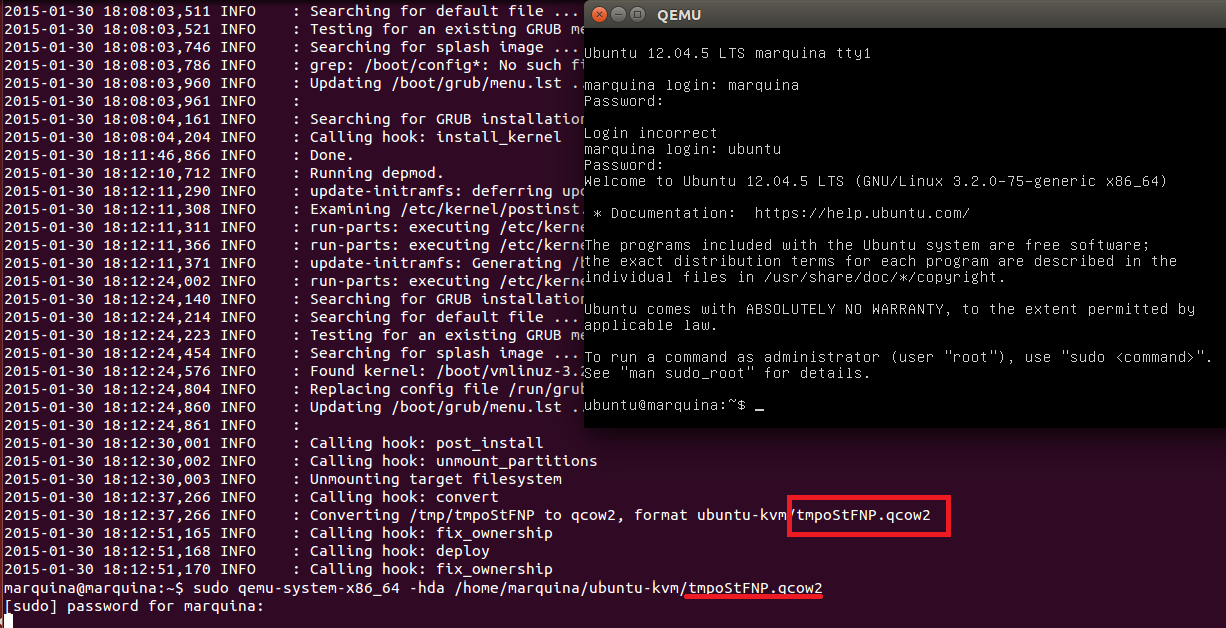 2015-01-30 18:08:03,511 INFO     : Searching for default file ...
2015-01-30 18:08:03,521 INFO     : Testing for an existing GRUB me
2015-01-30 18:08:03,746 INFO     : Searching for splash image ...
2015-01-30 18:08:03,786 INFO     : grep: /boot/config*: No such fi
2015-01-30 18:08:03,960 INFO     : Updating /boot/grub/menu.lst ..
2015-01-30 18:08:03,961 INFO     :
2015-01-30 18:08:04,161 INFO     : Searching for GRUB installation
2015-01-30 18:08:04,204 INFO     : Calling hook: install_kernel
2015-01-30 18:11:46,866 INFO     : Done.
2015-01-30 18:12:10,712 INFO     : Running depmod.
2015-01-30 18:12:11,290 INFO     : update-initramfs: deferring upd
2015-01-30 18:12:11,308 INFO     : Examining /etc/kernel/postinst.
2015-01-30 18:12:11,311 INFO     : run-parts: executing /etc/kerne
2015-01-30 18:12:11,366 INFO     : run-parts: executing /etc/kerne
2015-01-30 18:12:11,371 INFO     : update-initramfs: Generating /b
2015-01-30 18:12:24,002 INFO     : run-parts: executing /etc/kerne
2015-01-30 18:12:24,140 INFO     : Searching for GRUB installation
2015-01-30 18:12:24,214 INFO     : Searching for default file ...
2015-01-30 18:12:24,223 INFO     : Testing for an existing GRUB me
2015-01-30 18:12:24,454 INFO     : Searching for splash image ...
2015-01-30 18:12:24,576 INFO     : Found kernel: /boot/vmlinuz-3.2
2015-01-30 18:12:24,804 INFO     : Replacing config file /run/grub
2015-01-30 18:12:24,860 INFO     : Updating /boot/grub/menu.lst ..
2015-01-30 18:12:24,861 INFO     :
2015-01-30 18:12:30,001 INFO     : Calling hook: post_install
2015-01-30 18:12:30,002 INFO     : Calling hook: unmount_partitions
2015-01-30 18:12:30,003 INFO     : Unmounting target filesystem
2015-01-30 18:12:37,266 INFO     : Calling hook: convert
2015-01-30 18:12:37,266 INFO     : Converting /tmp/tmpoStFNP to qcow2, format ubuntu-kvm/tmpoStFNP.qcow2
2015-01-30 18:12:51,165 INFO     : Calling hook: fix_ownership
2015-01-30 18:12:51,168 INFO     : Calling hook: deploy
2015-01-30 18:12:51,170 INFO     : Calling hook: fix_ownership
marquina@marquina:~$ sudo qemu-system-x86_64 -hda /home/marquina/ubuntu-kvm/tmpoStFNP.qcow2
[sudo] password for marquina:
QEMU
Ubuntu 12.04.5 LTS marquina tty1
marquina login: marquina
Password:
Login incorrect
marquina login: ubuntu
Password:
Welcome to Ubuntu 12.04.5 LTS (GNU/Linux 3.2.0-75-generic x86_64)
* Documentation:  https://help.ubuntu.com/
The programs included with the Ubuntu system are free software;
the exact distribution terms for each program are described in the
individual files in /usr/share/doc/*/copyright.
Ubuntu comes with ABSOLUTELY NO WARRANTY, to the extent permitted by
applicable law.
To run a command as administrator (user "root"), use "sudo <command>".
See "man sudo_root" for details.
ubuntu@marquina:~$ _